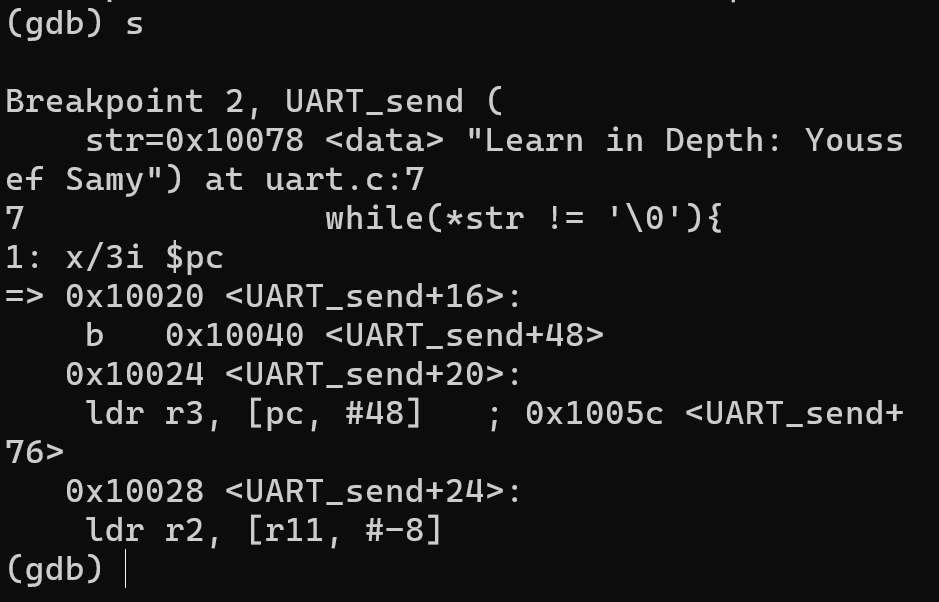 (gdb) s
Breakpoint 2, UART_send (
str=0x10078 <data> "Learn in Depth: Youss
ef Samy") at uart.c:7
7 while(*str != '\0'){
1: x/3i $pc
=> 0x10020 <UART_send+16>:
b 0x10040 <UART_send+48>
0x10024 <UART_send+20>:
ldr r3, [pc, #48] ; 0x1005c <UART_send+
76>
0x10028 <UART_send+24>:
ldr r2, [r11, #-8]
(gdb)